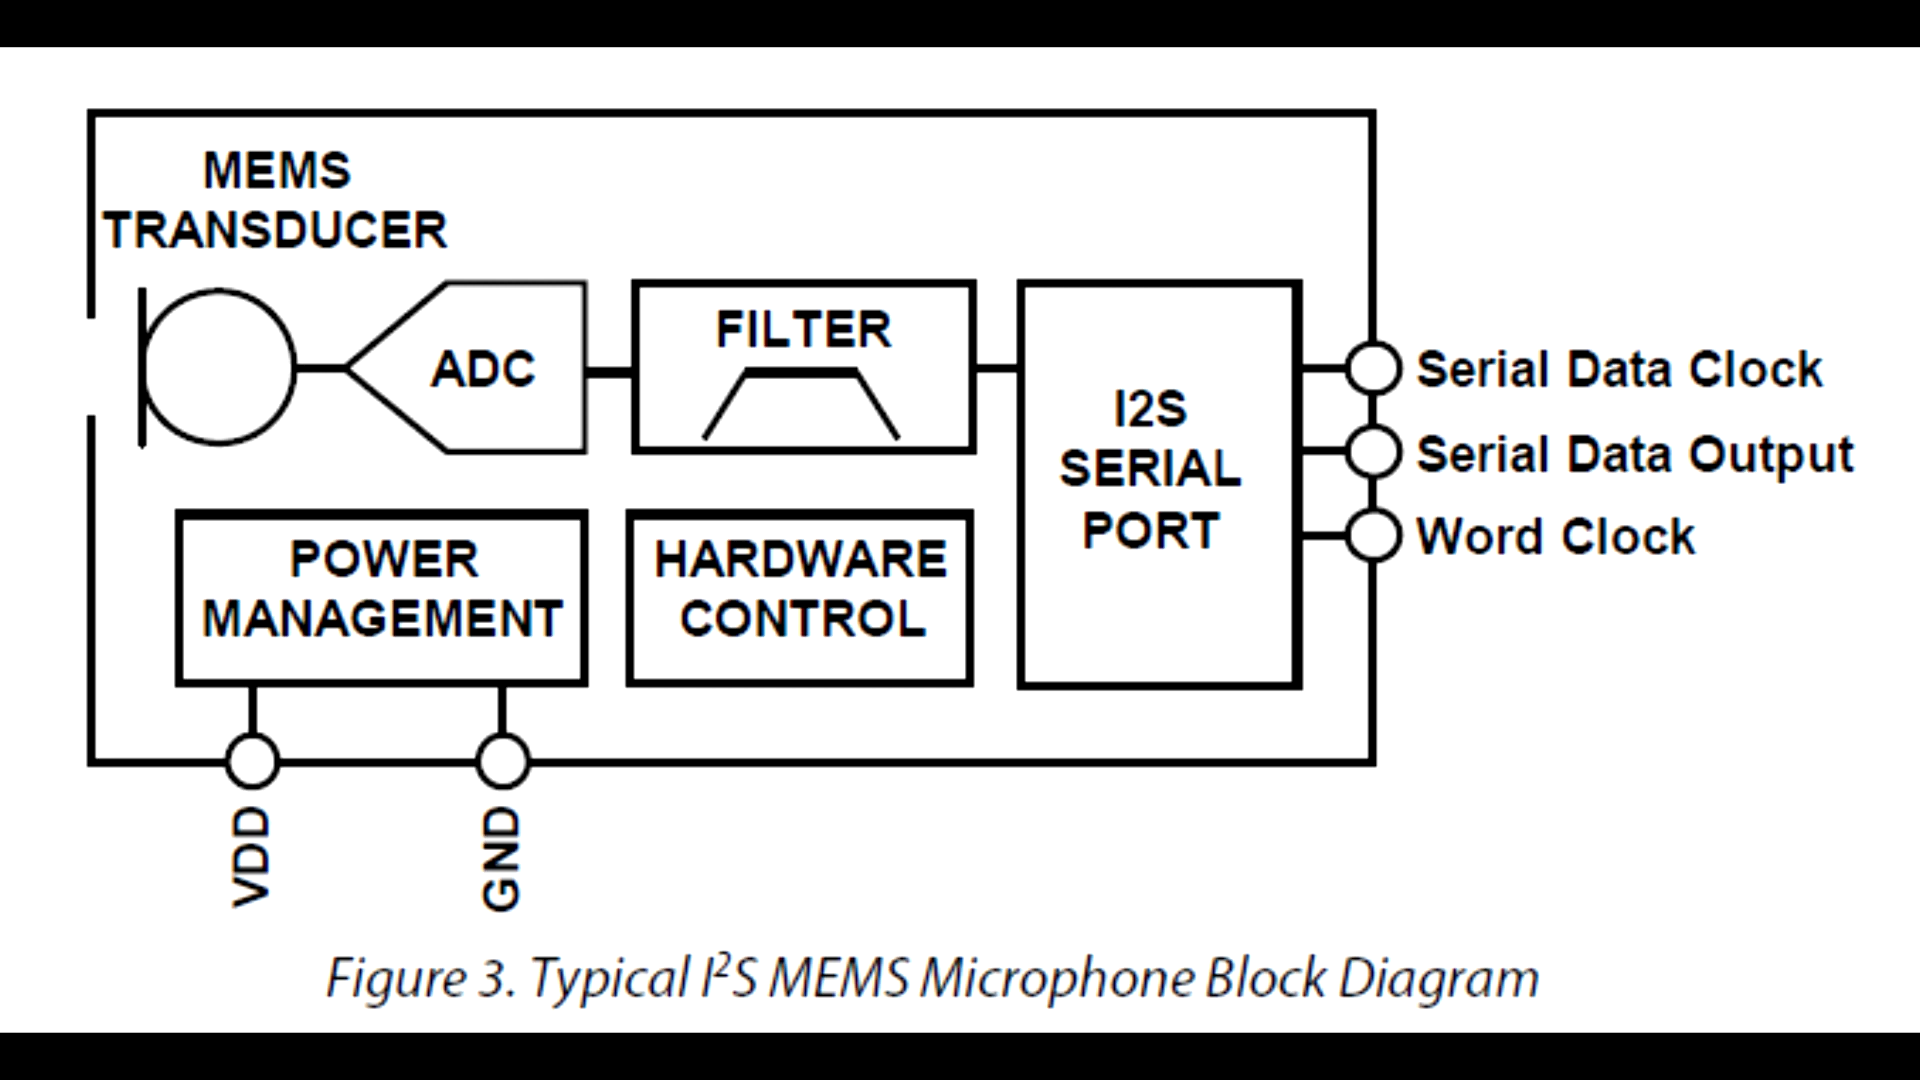 MEMS
TRANSDUCER
ADC
FILTER
I2S
SERIAL
PORT
Serial Data Clock
Serial Data Output
Word Clock
POWER
MANAGEMENT
HARDWARE
CONTROL
VDD
GND
Figure 3. Typical I²S MEMS Microphone Block Diagram